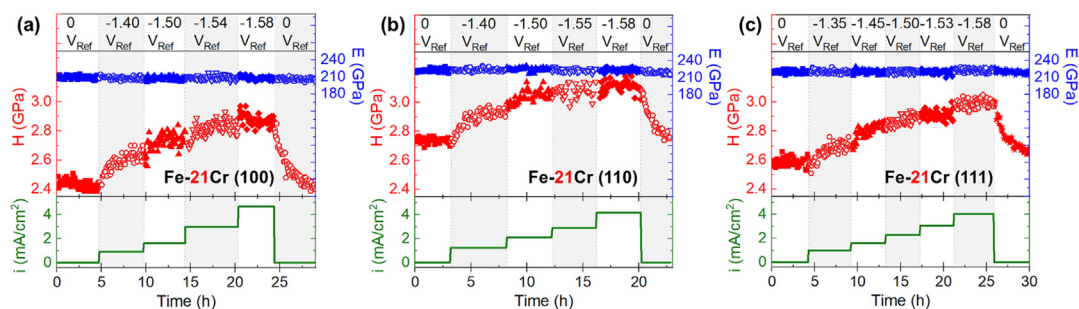 (a)
0 -1.40 -1.50 -1.54 -1.58 0
V_Ref V_Ref V_Ref V_Ref V_Ref V_Ref
H (GPa)
3.0
2.8
2.6
2.4
E (GPa)
240
210
180
Fe-21Cr (100)
i (mA/cm²)
4
2
0
0 5 10 15 20 25
Time (h)
(b)
0 -1.40 -1.50 -1.55 -1.58 0
V_Ref V_Ref V_Ref V_Ref V_Ref V_Ref
H (GPa)
3.0
2.8
2.6
2.4
E (GPa)
240
210
180
Fe-21Cr (110)
i (mA/cm²)
4
2
0
0 5 10 15 20
Time (h)
(c)
0 -1.35 -1.45 -1.50 -1.53 -1.58 0
V_Ref V_Ref V_Ref V_Ref V_Ref V_Ref V_Ref
H (GPa)
3.0
2.8
2.6
2.4
E (GPa)
240
210
180
Fe-21Cr (111)
i (mA/cm²)
4
2
0
0 5 10 15 20 25 30
Time (h)